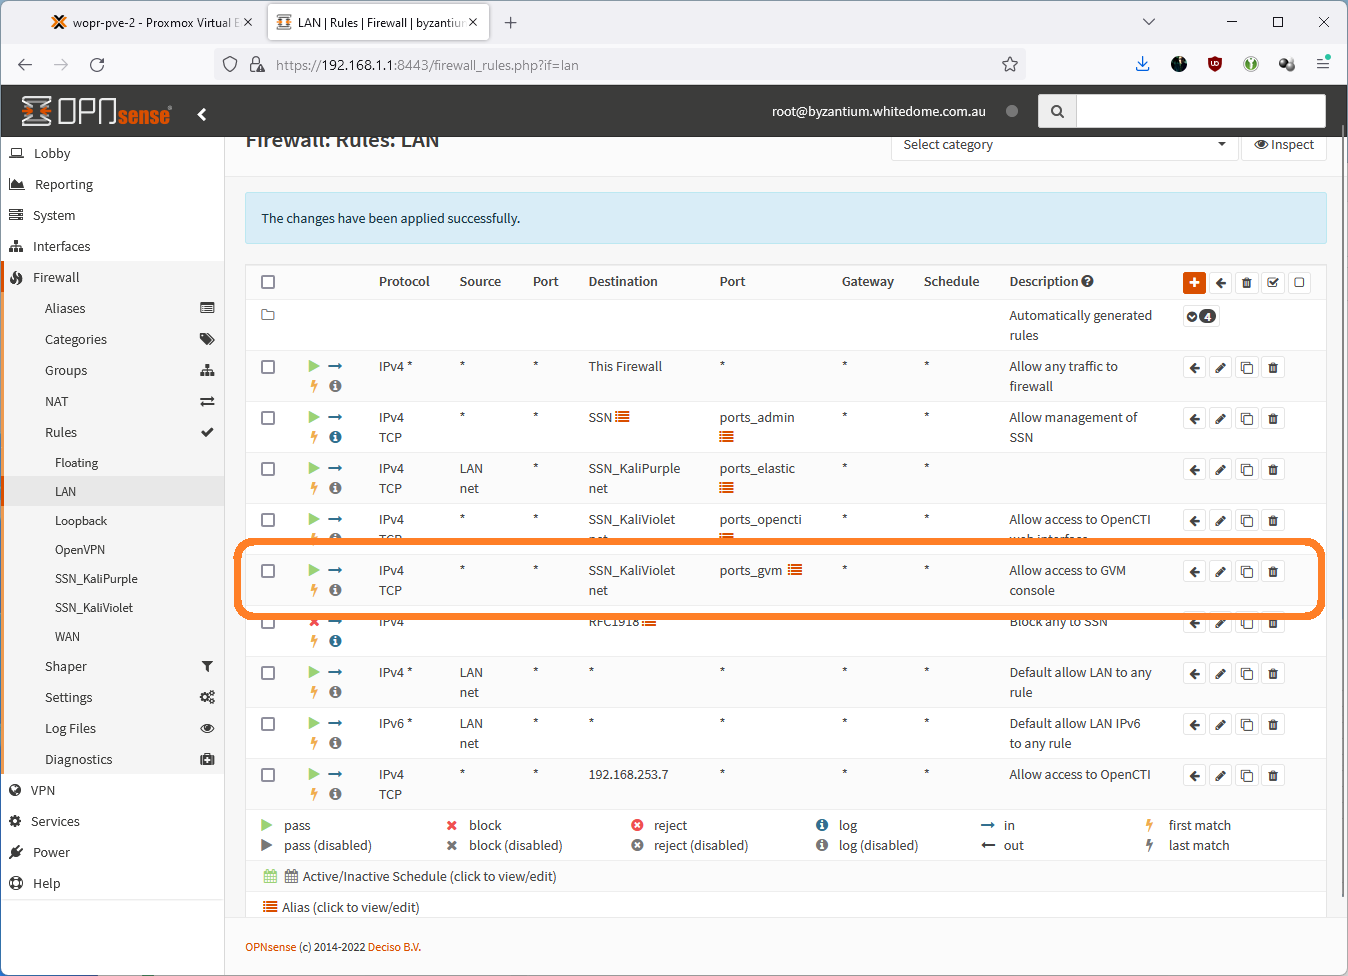 wopr-pve-2 - Proxmox Virtual E
LAN | Rules | Firewall | byzantium
https://192.168.1.1:8443/firewall_rules.php?if=lan
OPNsense
root@byzantium.whitedome.com.au
Firewall: Rules: LAN
Select category
Inspect
Lobby
Reporting
System
Interfaces
Firewall
Aliases
Categories
Groups
NAT
Rules
Floating
LAN
Loopback
OpenVPN
SSN_KaliPurple
SSN_KaliViolet
WAN
Shaper
Settings
Log Files
Diagnostics
VPN
Services
Power
Help
The changes have been applied successfully.
Protocol Source Port Destination Port Gateway Schedule Description
Automatically generated 4
rules
IPv4 * * * This Firewall * * * Allow any traffic to
firewall
IPv4 * * SSN ports_admin * * Allow management of
TCP SSN
IPv4 LAN * SSN_KaliPurple ports_elastic * *
TCP net net
IPv4 * * SSN_KaliViolet ports_opencti * * Allow access to OpenCTI
TCP net web interface
IPv4 * * SSN_KaliViolet ports_gvm * * Allow access to GVM
TCP net console
IPv4 RFC1918 Block any to SSN
IPv4 * LAN * * * * * Default allow LAN to any
net rule
IPv6 * LAN * * * * * Default allow LAN IPv6
net to any rule
IPv4 * * 192.168.253.7 * * * Allow access to OpenCTI
TCP
pass block reject log in first match
pass (disabled) block (disabled) reject (disabled) log (disabled) out last match
Active/Inactive Schedule (click to view/edit)
Alias (click to view/edit)
OPNsense (c) 2014-2022 Deciso B.V.